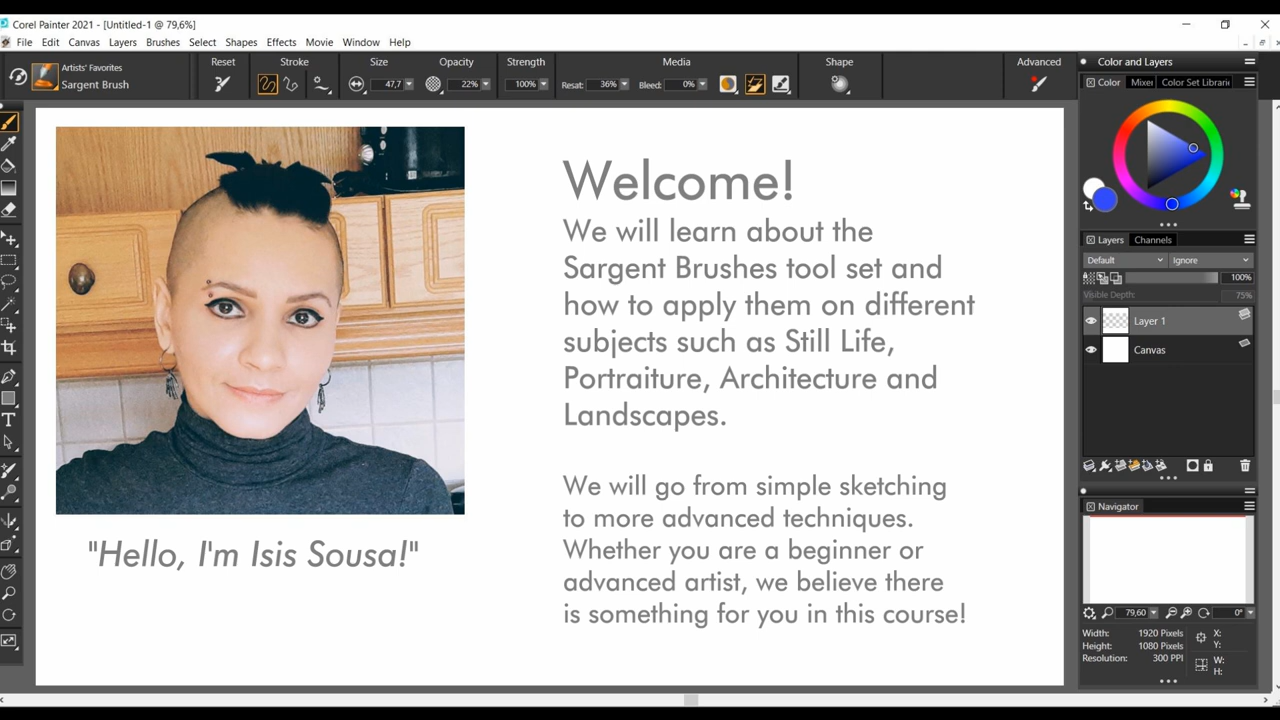 Corel Painter 2021 - [Untitled-1 @ 79,6%]
File Edit Canvas Layers Brushes Select Shapes Effects Movie Window Help
Artists' Favorites
Sargent Brush
Reset Stroke Size Opacity Strength Media Shape Advanced
47,7 22% 100% Resat: 36% Bleed: 0%
Color and Layers
Color Mixer Color Set Librarie
Layers Channels
Default Ignore
100%
Visible Depth: 75%
Layer 1
Canvas
Navigator
79,60 0°
Width: 1920 Pixels X:
Height: 1080 Pixels Y:
Resolution: 300 PPI W:
H:
Welcome!
We will learn about the
Sargent Brushes tool set and
how to apply them on different
subjects such as Still Life,
Portraiture, Architecture and
Landscapes.
We will go from simple sketching
to more advanced techniques.
Whether you are a beginner or
advanced artist, we believe there
is something for you in this course!
"Hello, I'm Isis Sousa!"